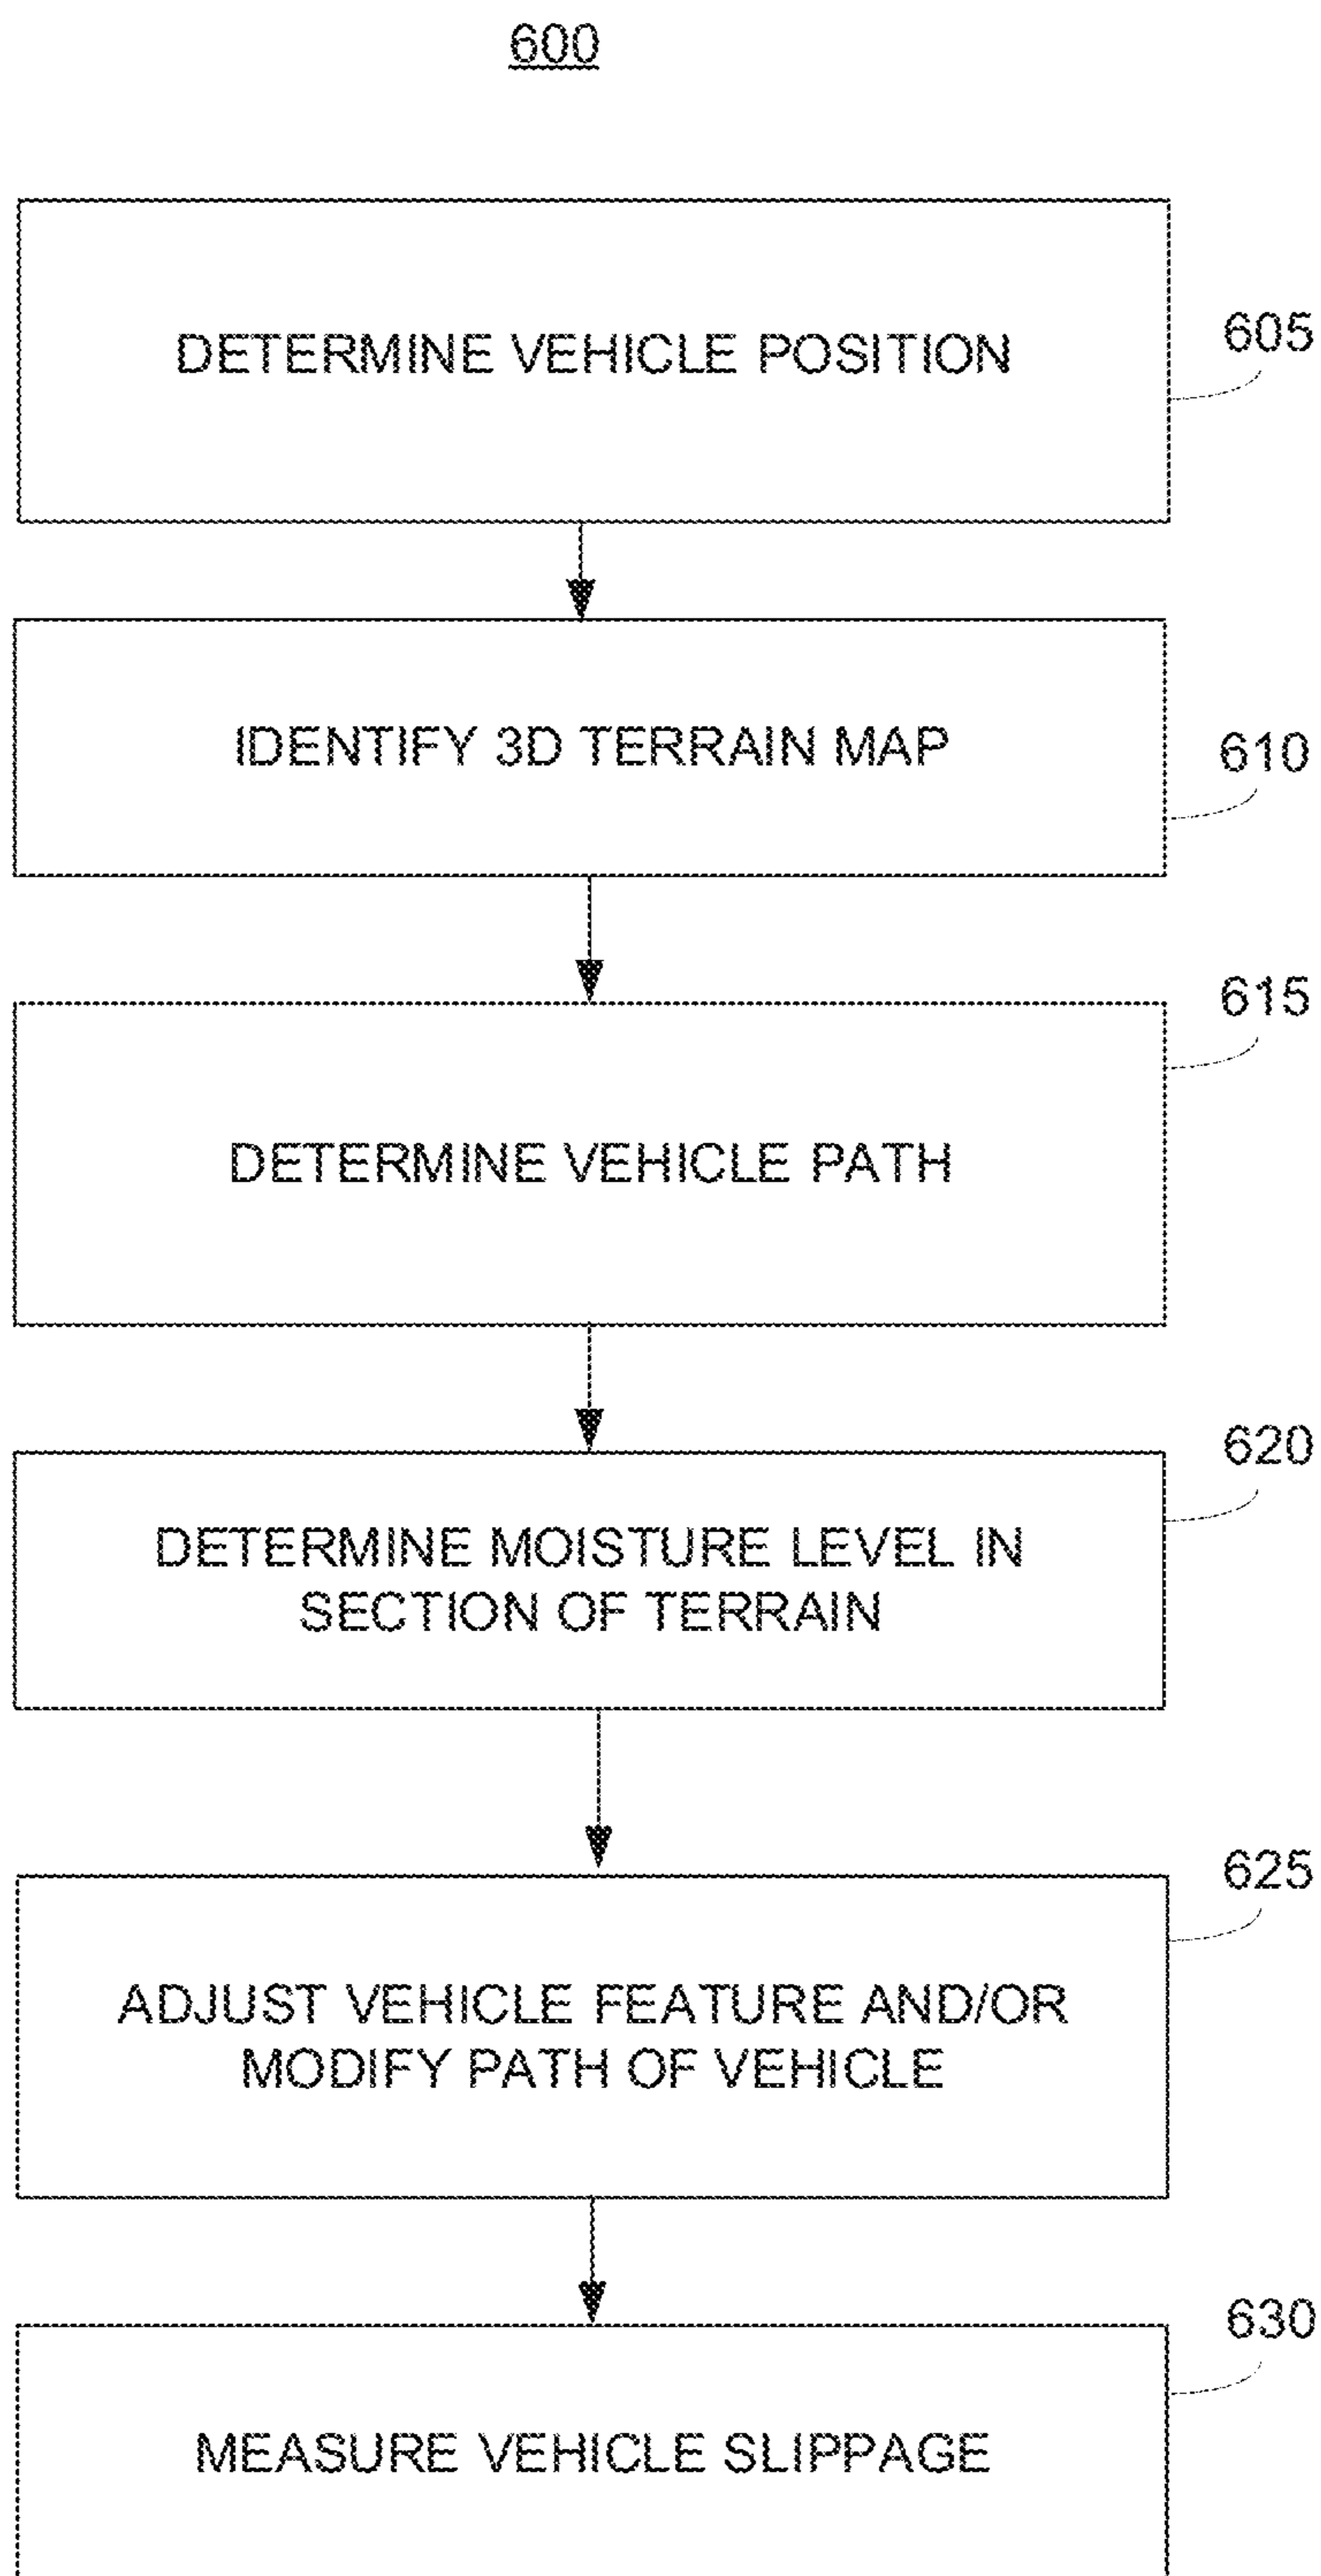 600
DETERMINE VEHICLE POSITION
605
IDENTIFY 3D TERRAIN MAP
610
615
DETERMINE VEHICLE PATH
620
DETERMINE MOISTURE LEVEL IN
SECTION OF TERRAIN
625
ADJUST VEHICLE FEATURE AND/OR
MODIFY PATH OF VEHICLE
630
MEASURE VEHICLE SLIPPAGE